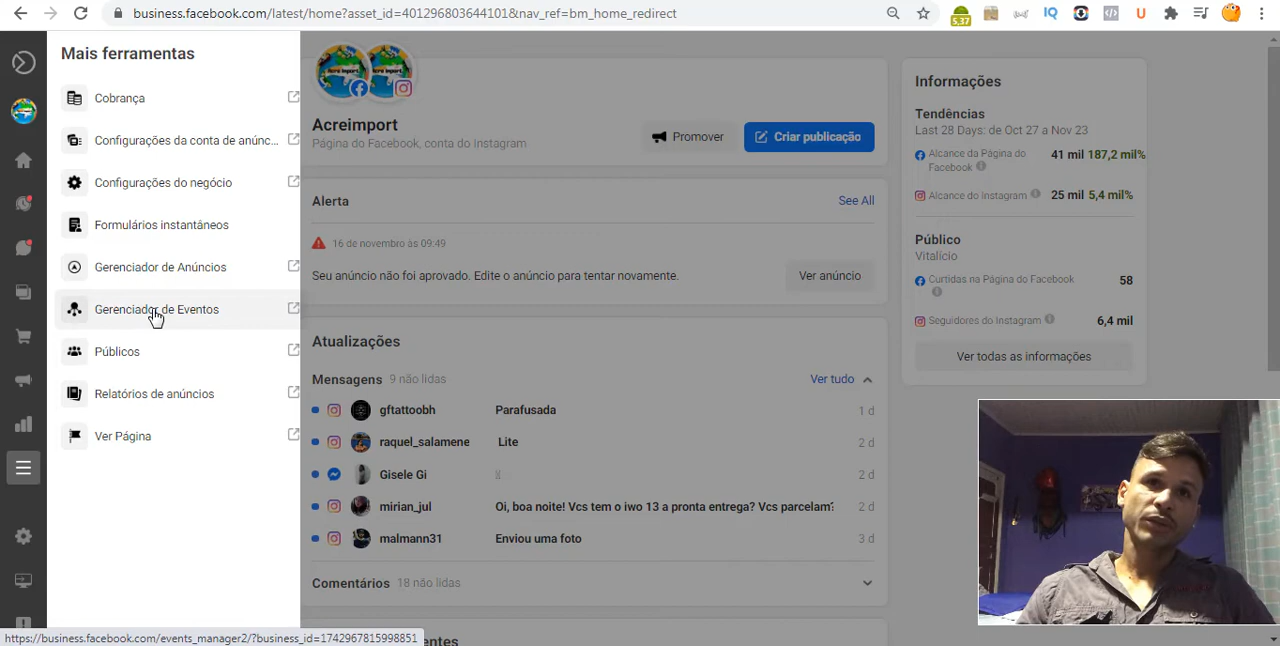 business.facebook.com/latest/home?asset_id=401296803644101&nav_ref=bm_home_redirect
5,37
IQ
U
Mais ferramentas
Cobrança
Configurações da conta de anúnc...
Configurações do negócio
Formulários instantâneos
Gerenciador de Anúncios
Gerenciador de Eventos
Públicos
Relatórios de anúncios
Ver Página
Acreimport
Página do Facebook, conta do Instagram
Promover
Criar publicação
Alerta
See All
16 de novembro às 09:49
Seu anúncio não foi aprovado. Edite o anúncio para tentar novamente.
Ver anúncio
Atualizações
Mensagens 9 não lidas
Ver tudo
gftattoobh Parafusada 1 d
raquel_salamene Lite 2 d
Gisele Gi 2 d
mirian_jul Oi, boa noite! Vcs tem o iwo 13 a pronta entrega? Vcs parcelam? 2 d
malmann31 Enviou uma foto 3 d
Comentários 18 não lidas
Informações
Tendências
Last 28 Days: de Oct 27 a Nov 23
Alcance da Página do Facebook 41 mil 187,2 mil%
Alcance do Instagram 25 mil 5,4 mil%
Público
Vitalício
Curtidas na Página do Facebook 58
Seguidores do Instagram 6,4 mil
Ver todas as informações
https://business.facebook.com/events_manager2/?business_id=1742967815998851